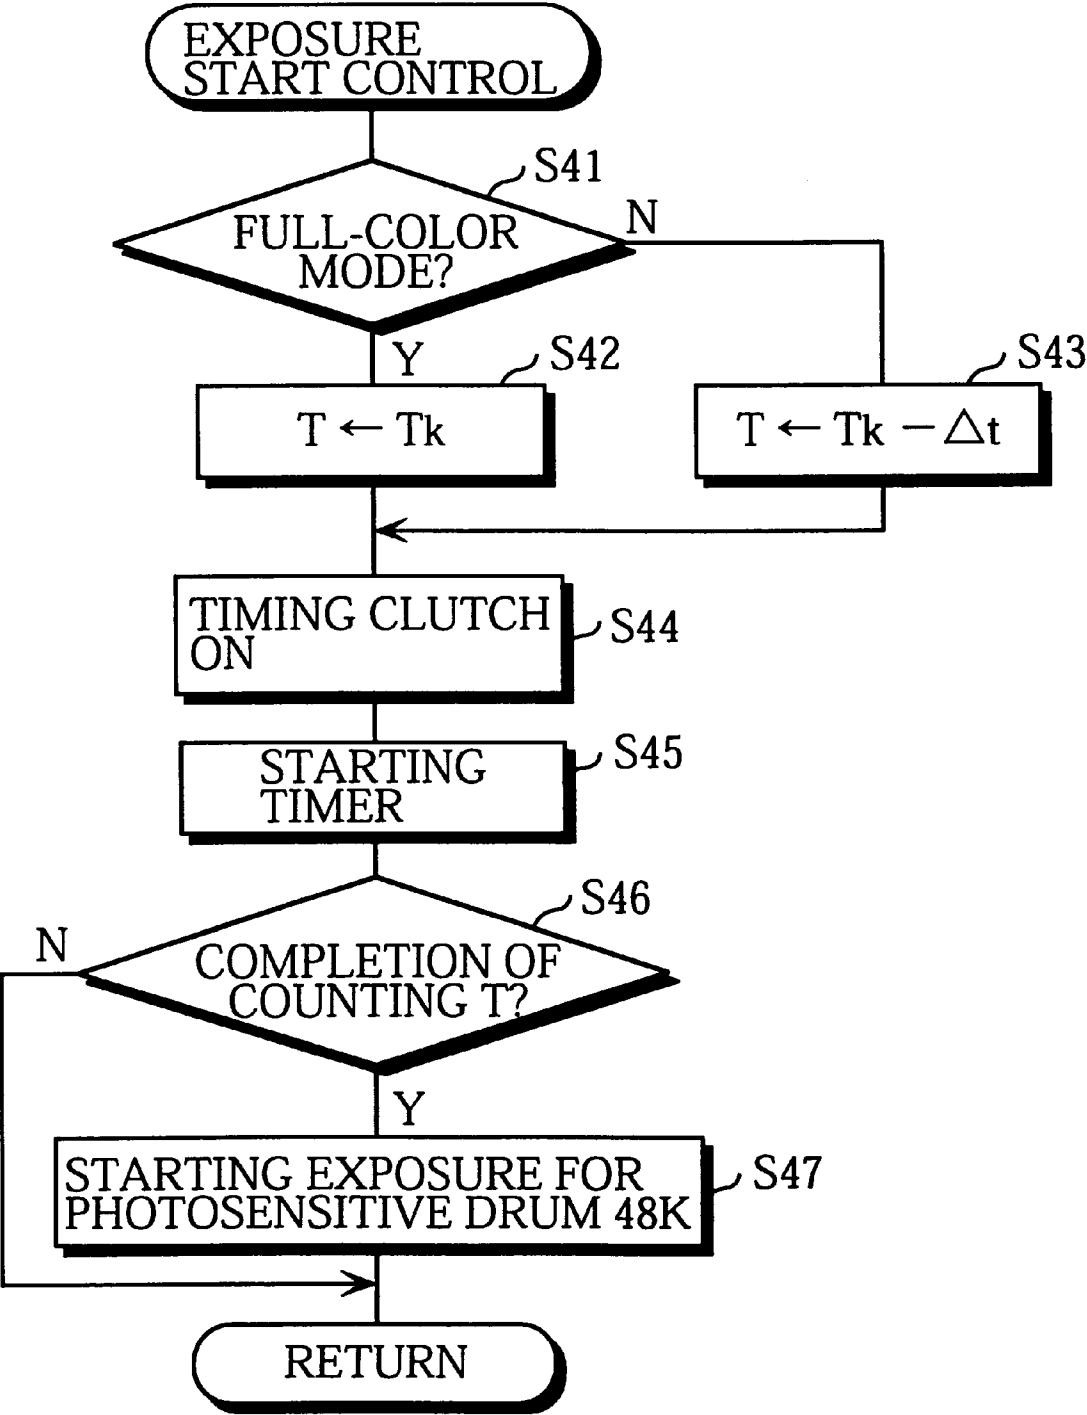 EXPOSURE
START CONTROL
S41
FULL-COLOR
MODE?
N
Y
S42
T ← Tk
S43
T ← Tk − △t
TIMING CLUTCH
ON
S44
STARTING
TIMER
S45
S46
COMPLETION OF
COUNTING T?
N
Y
STARTING EXPOSURE FOR
PHOTOSENSITIVE DRUM 48K
S47
RETURN